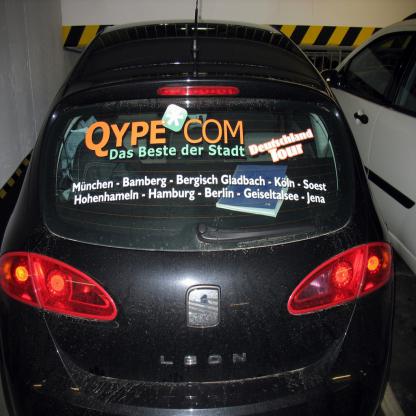 QYPE.COM
Das Beste der Stadt
Deutschland
Tour
München - Bamberg - Bergisch Gladbach - Köln - Soest
Hohenhameln - Hamburg - Berlin - Geiseltalsee - Jena
LEON